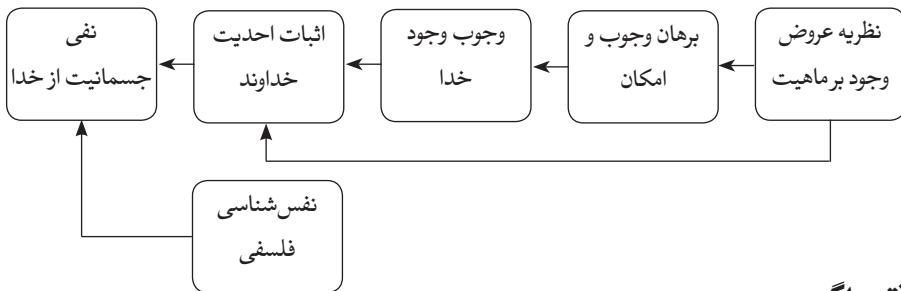 نظریه عروض
وجود بر ماهیت
برهان وجوب و
امکان
وجوب وجود
خدا
اثبات احدیت
خداوند
نفی
جسمانیت از خدا
نفس‌شناسی
فلسفی